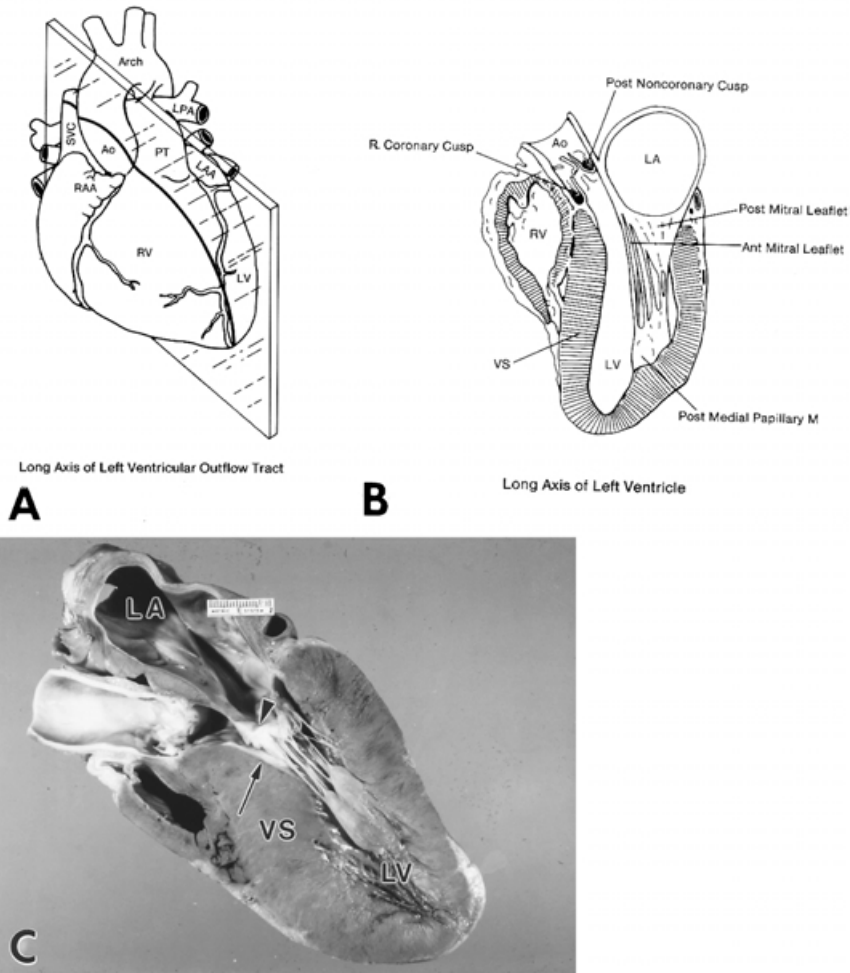 Arch
LPA
SVC
Ao
PT
LAA
RAA
RV
LV
Long Axis of Left Ventricular Outflow Tract
A
Post Noncoronary Cusp
R. Coronary Cusp
Ao
LA
Post Mitral Leaflet
RV
Ant Mitral Leaflet
VS
LV
Post Medial Papillary M
Long Axis of Left Ventricle
B
LA
VS
LV
C